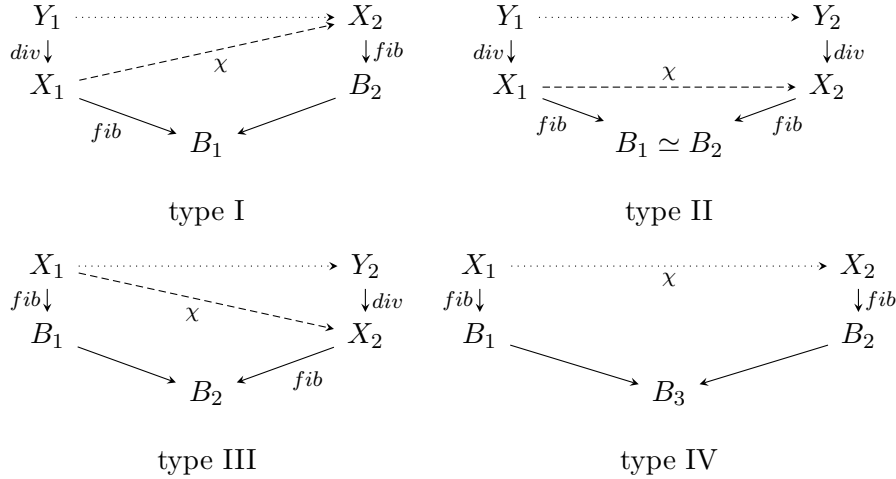 Y₁ X₂ Y₁ Y₂
div χ fib div χ div
X₁ B₂ X₁ X₂
fib fib fib
B₁ B₁ ≃ B₂
type I type II
X₁ Y₂ X₁ X₂
fib χ div fib χ fib
B₁ X₂ B₁ B₂
fib
B₂ B₃
type III type IV